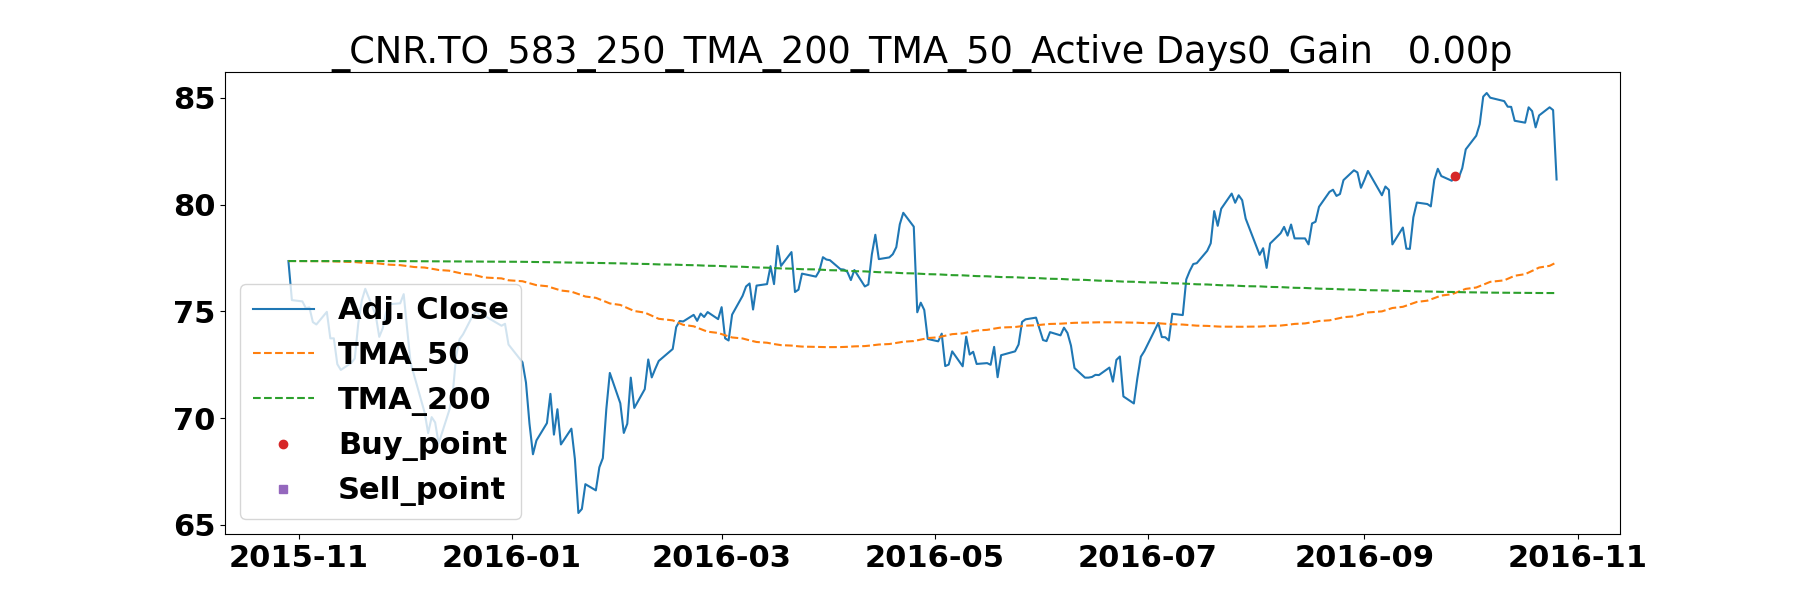 _CNR.TO_583_250_TMA_200_TMA_50_Active Days0_Gain   0.00p
85
80
75
70
65
Adj. Close
TMA_50
TMA_200
Buy_point
Sell_point
2015-11 2016-01 2016-03 2016-05 2016-07 2016-09 2016-11